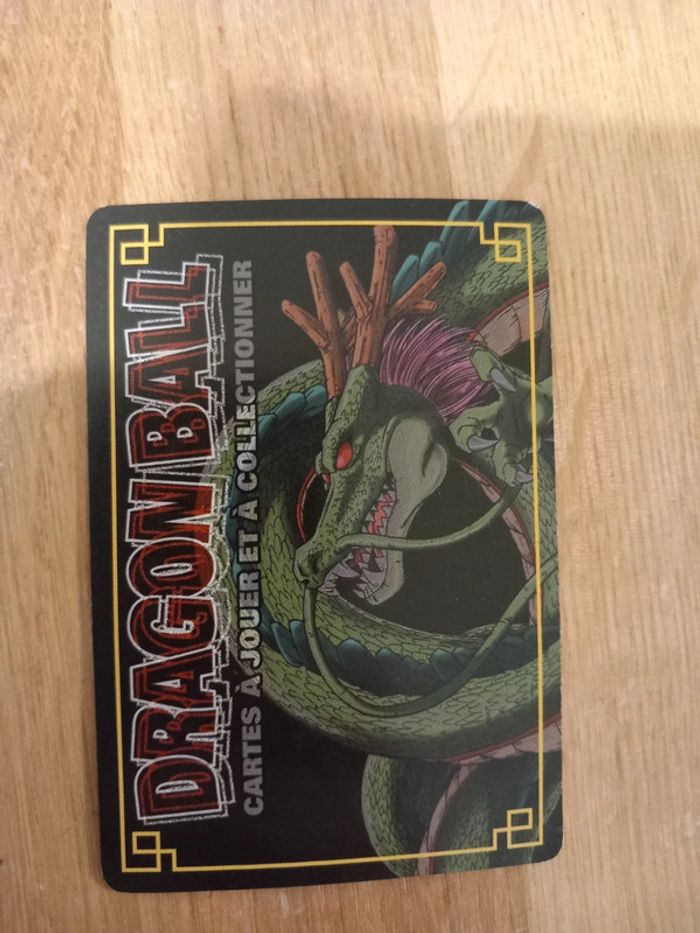 DRAGON BALL
CARTES À JOUER ET À COLLECTIONNER